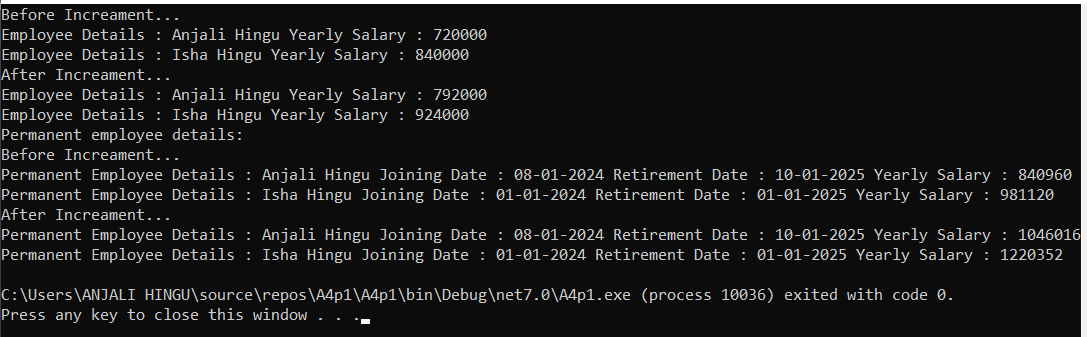 Before Increament...
Employee Details : Anjali Hingu Yearly Salary : 720000
Employee Details : Isha Hingu Yearly Salary : 840000
After Increament...
Employee Details : Anjali Hingu Yearly Salary : 792000
Employee Details : Isha Hingu Yearly Salary : 924000
Permanent employee details:
Before Increament...
Permanent Employee Details : Anjali Hingu Joining Date : 08-01-2024 Retirement Date : 10-01-2025 Yearly Salary : 840960
Permanent Employee Details : Isha Hingu Joining Date : 01-01-2024 Retirement Date : 01-01-2025 Yearly Salary : 981120
After Increament...
Permanent Employee Details : Anjali Hingu Joining Date : 08-01-2024 Retirement Date : 10-01-2025 Yearly Salary : 1046016
Permanent Employee Details : Isha Hingu Joining Date : 01-01-2024 Retirement Date : 01-01-2025 Yearly Salary : 1220352
C:\Users\ANJALI HINGU\source\repos\A4p1\A4p1\bin\Debug\net7.0\A4p1.exe (process 10036) exited with code 0.
Press any key to close this window . . .